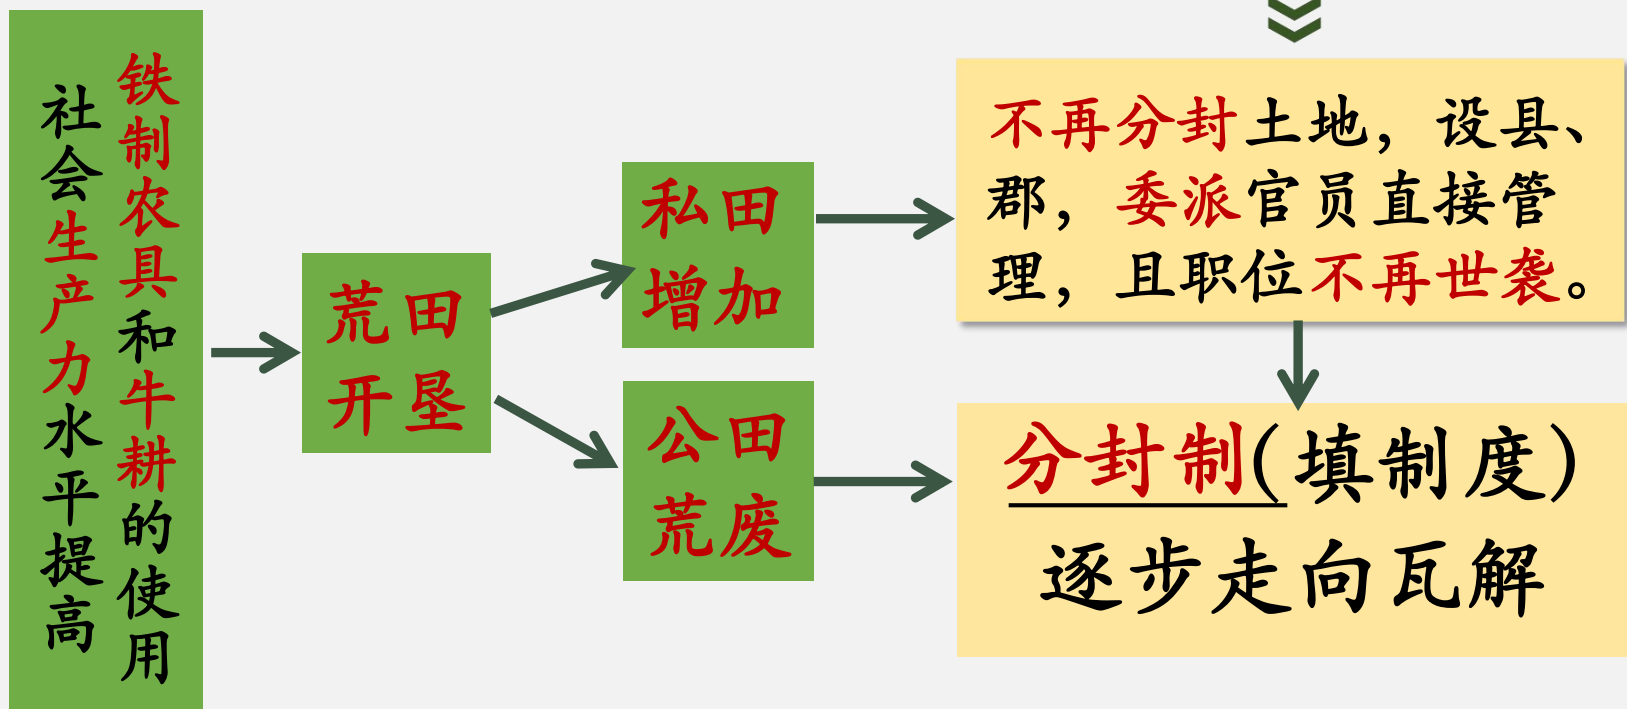 铁制农具和牛耕的使用
社会生产力水平提高
荒田
开垦
私田
增加
公田
荒废
不再分封土地，设县、
郡，委派官员直接管
理，且职位不再世袭。
分封制(填制度)
逐步走向瓦解